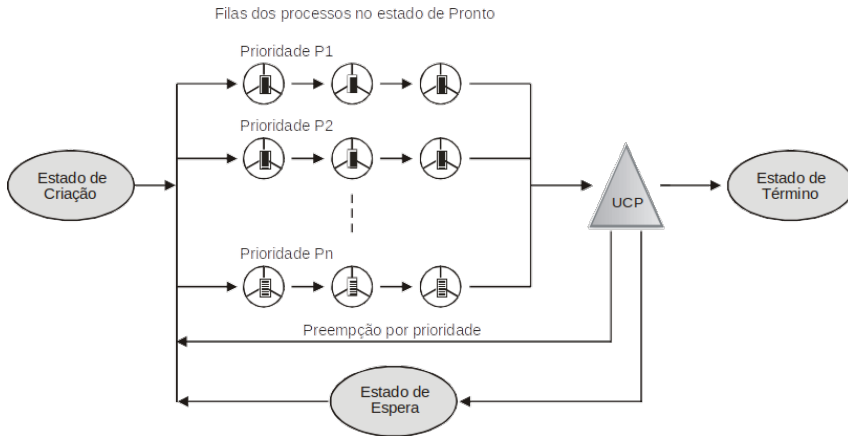 Filas dos processos no estado de Pronto
Prioridade P1
Prioridade P2
Estado de
Criação
UCP
Estado de
Término
Prioridade Pn
Preempção por prioridade
Estado de
Espera